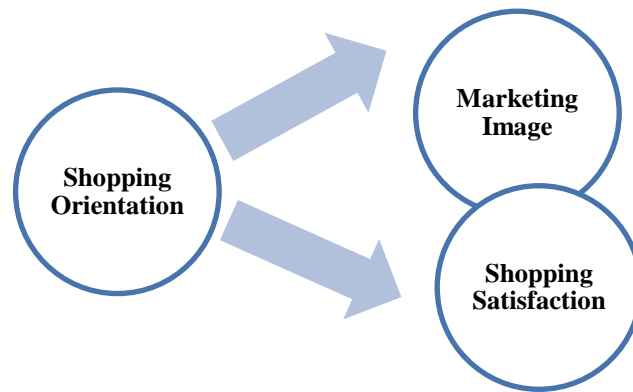 Shopping
Orientation
Marketing
Image
Shopping
Satisfaction